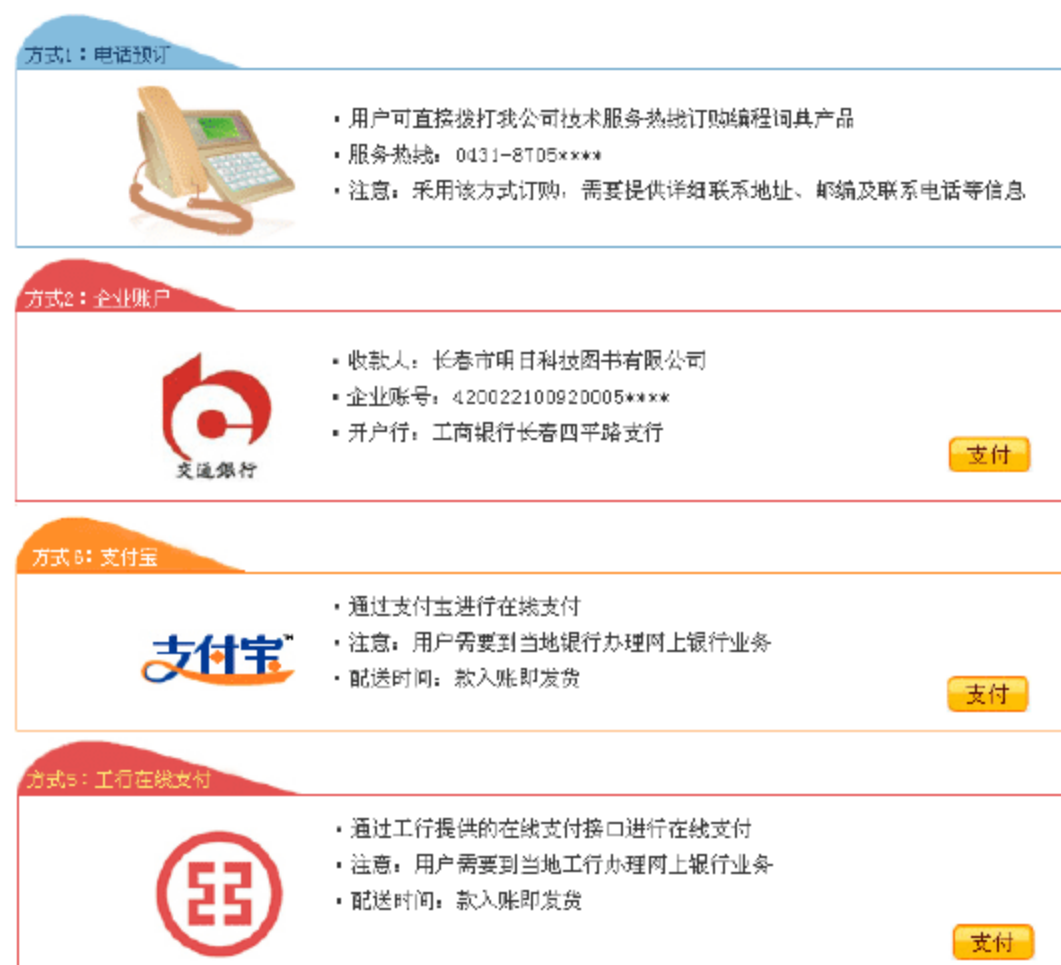 方式1：电话预订
▪ 用户可直接拨打我公司技术服务热线订购编程词典产品
▪ 服务热线：0431-8705****
▪ 注意：采用该方式订购，需要提供详细联系地址、邮编及联系电话等信息
方式2：企业账户
▪ 收款人：长春市明日科技图书有限公司
▪ 企业账号：420022100920005****
▪ 开户行：工商银行长春四平路支行
交通銀行
支付
方式6：支付宝
▪ 通过支付宝进行在线支付
▪ 注意：用户需要到当地银行办理网上银行业务
支付宝™
▪ 配送时间：款入账即发货
支付
方式5：工行在线支付
▪ 通过工行提供的在线支付接口进行在线支付
▪ 注意：用户需要到当地工行办理网上银行业务
▪ 配送时间：款入账即发货
支付